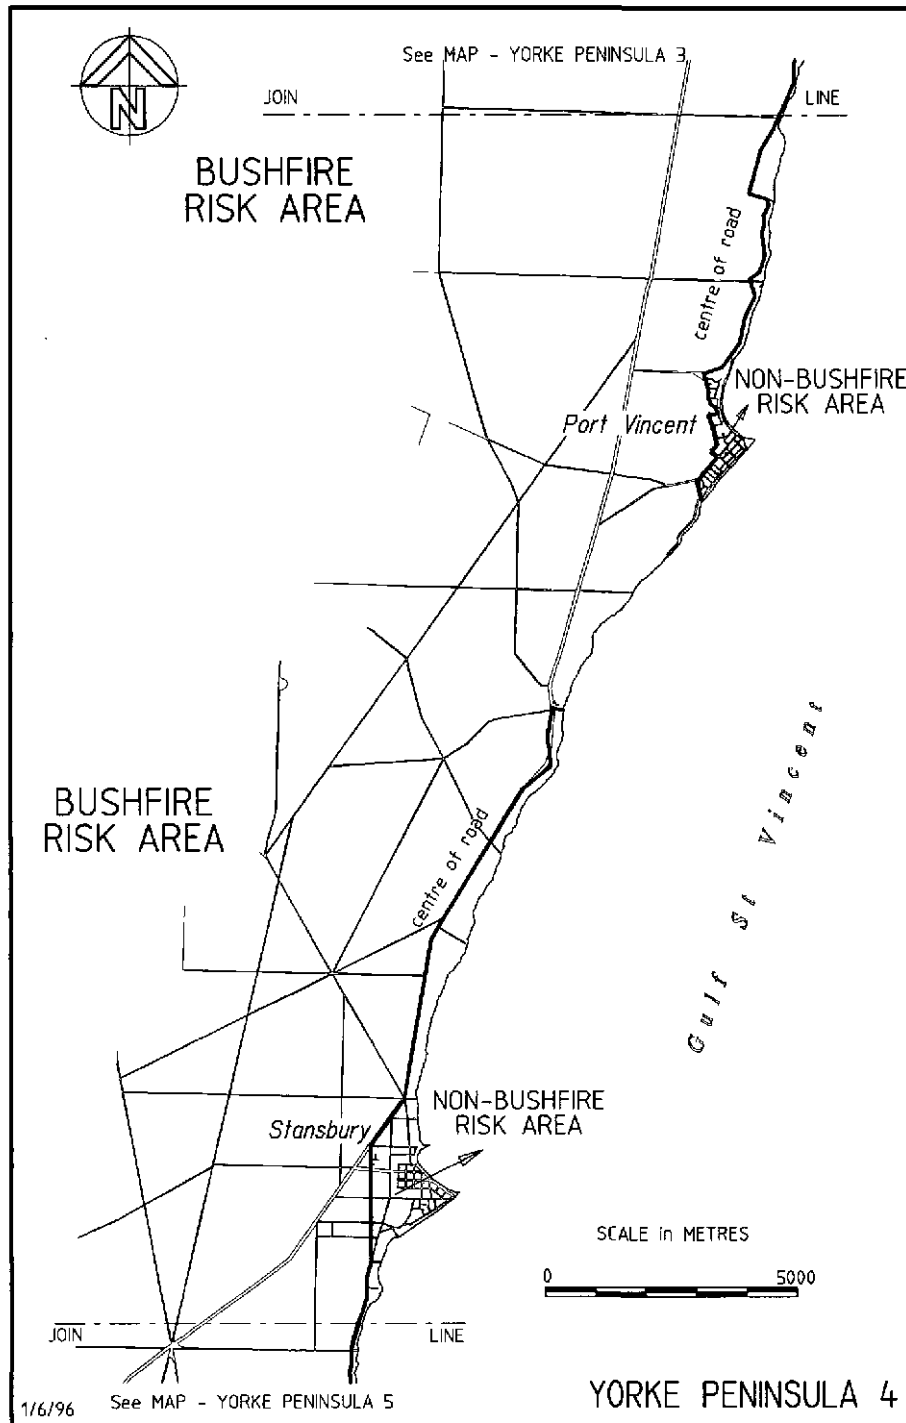 See MAP - YORKE PENINSULA 3
JOIN
LINE
N
BUSHFIRE
RISK AREA
centre of road
NON-BUSHFIRE
RISK AREA
Port Vincent
Gulf St Vincent
BUSHFIRE
RISK AREA
centre of road
NON-BUSHFIRE
RISK AREA
Stansbury
SCALE in METRES
0 5000
JOIN
LINE
See MAP - YORKE PENINSULA 5
YORKE PENINSULA 4
1/6/96